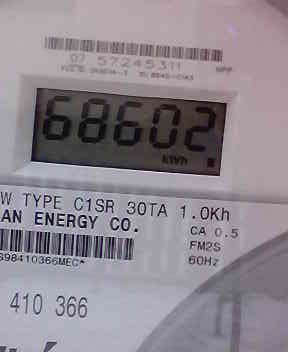 07 57245311
68602
kWh
W TYPE C1SR 30TA 1.0Kh
AN ENERGY CO.
CA 0.5
FM2S
60Hz
S98410366MEC*
410 366